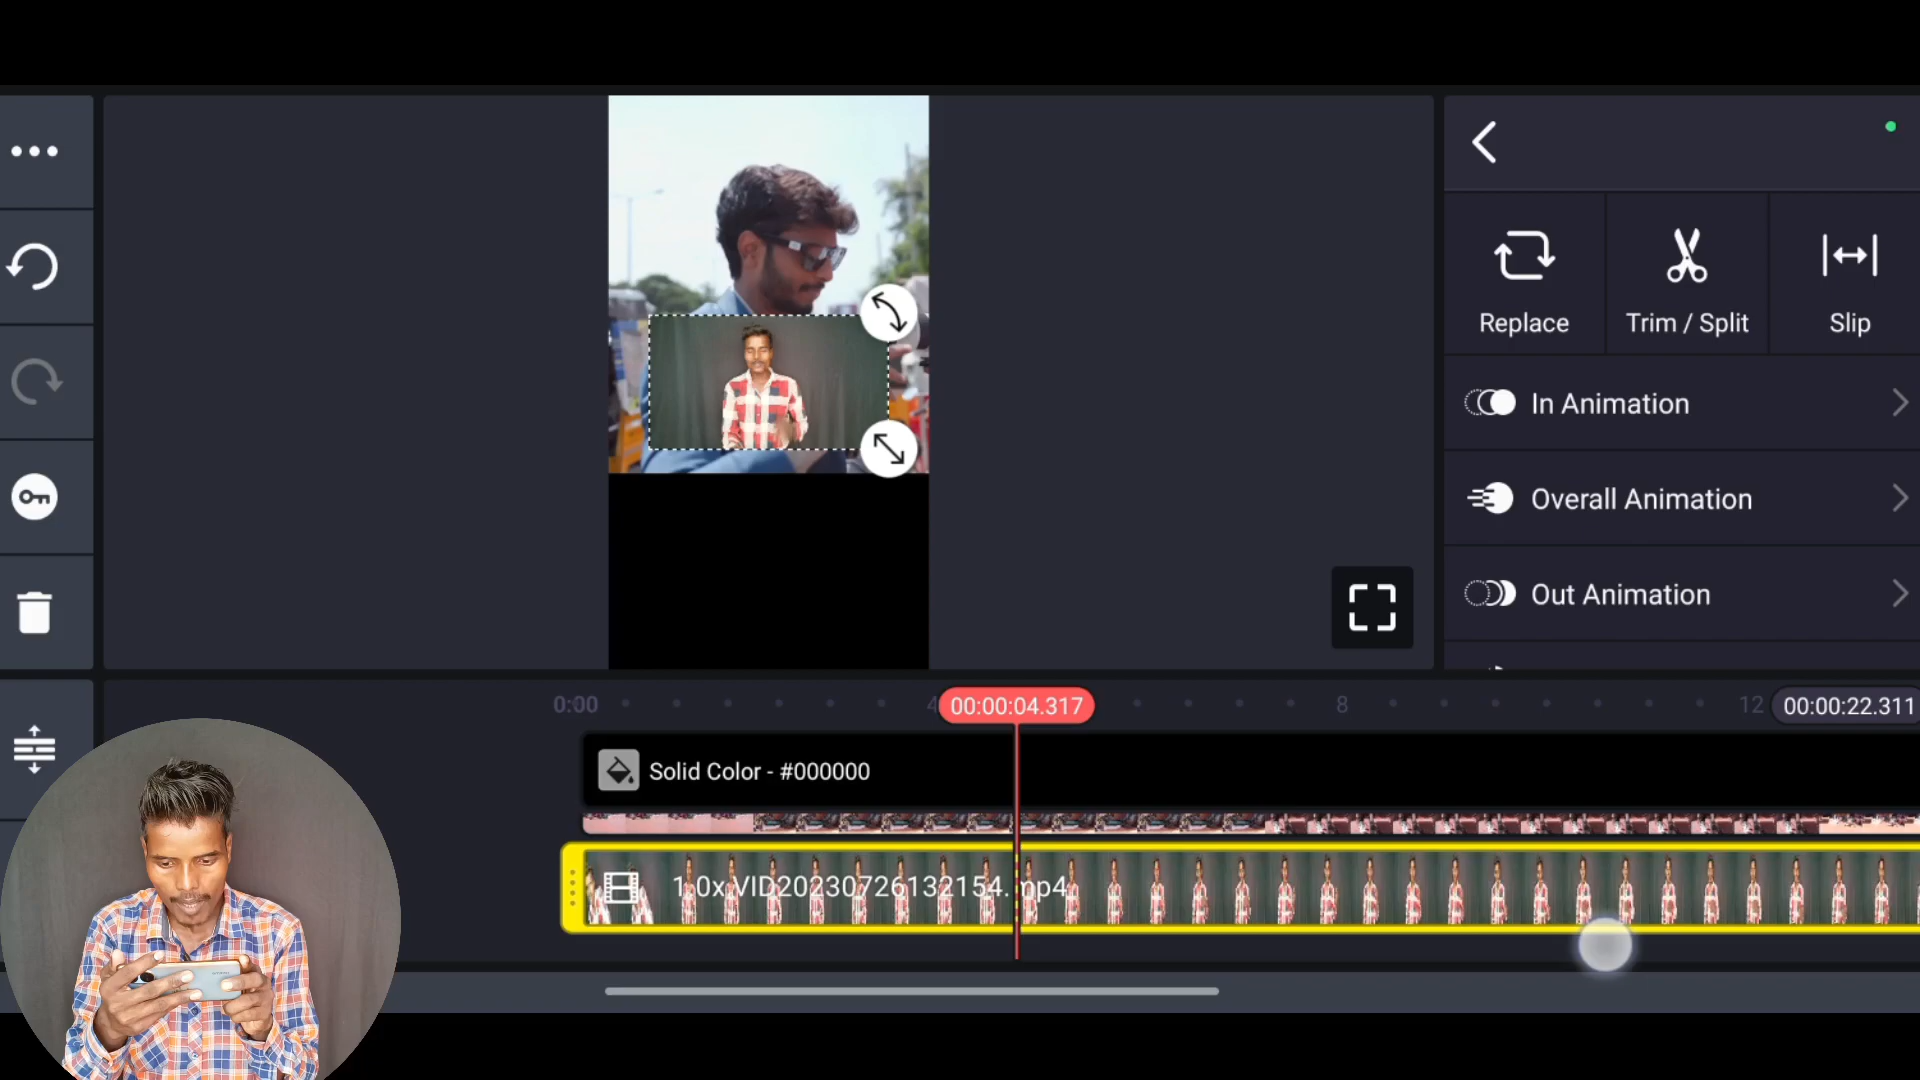 Replace
Trim / Split
Slip
In Animation
Overall Animation
Out Animation
0:00
4
00:00:04.317
8
12
00:00:22.311
Solid Color - #000000
1.0x VID20230726132154.mp4